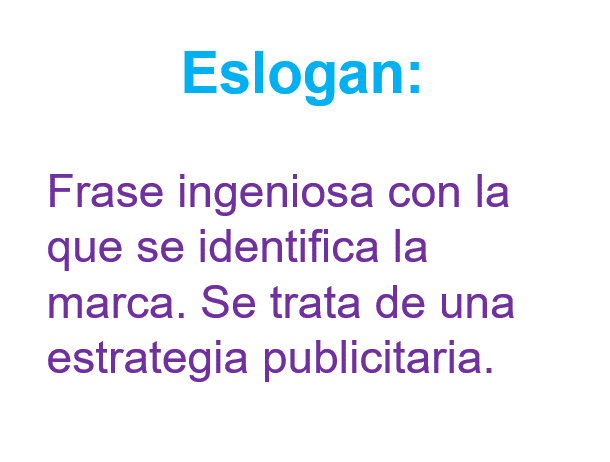 Eslogan:
Frase ingeniosa con la
que se identifica la
marca. Se trata de una
estrategia publicitaria.